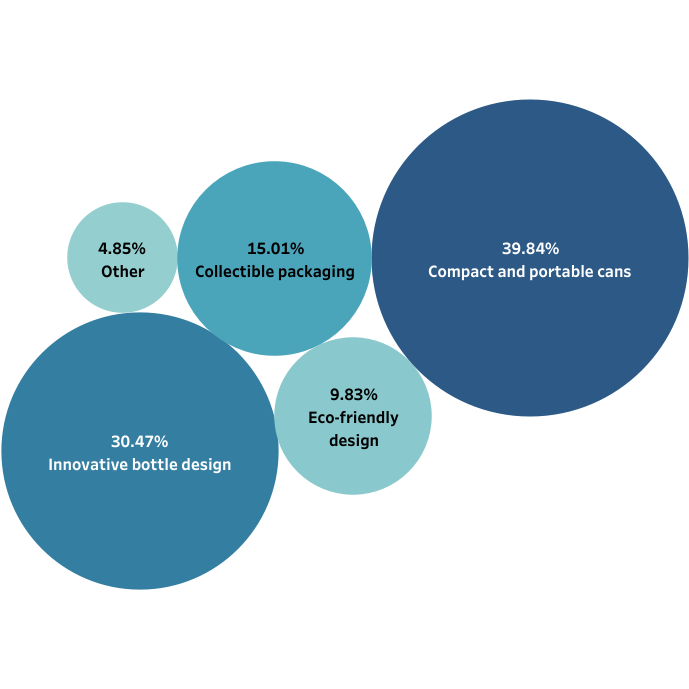 4.85%
Other
15.01%
Collectible packaging
39.84%
Compact and portable cans
9.83%
Eco-friendly
design
30.47%
Innovative bottle design